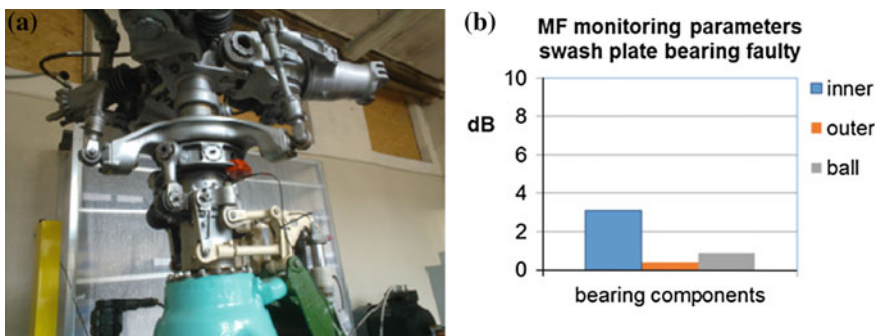 (a)
(b)
MF monitoring parameters
swash plate bearing faulty
dB
10
8
6
4
2
0
inner
outer
ball
bearing components